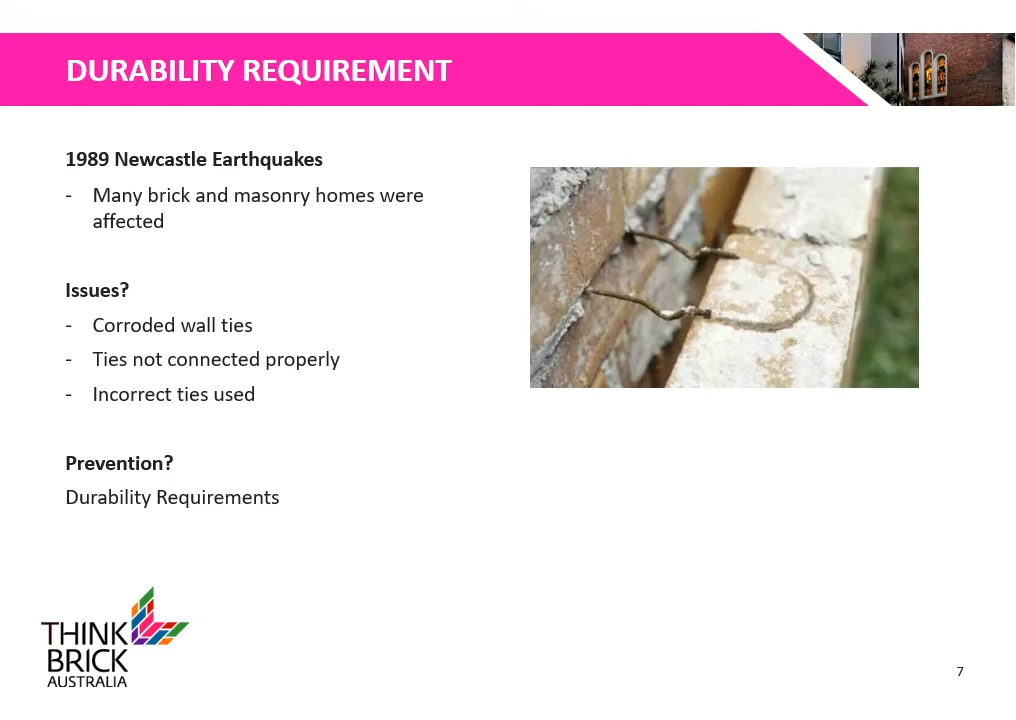 DURABILITY REQUIREMENT
1989 Newcastle Earthquakes
- Many brick and masonry homes were
affected
Issues?
- Corroded wall ties
- Ties not connected properly
- Incorrect ties used
Prevention?
Durability Requirements
THINK
BRICK
AUSTRALIA
7